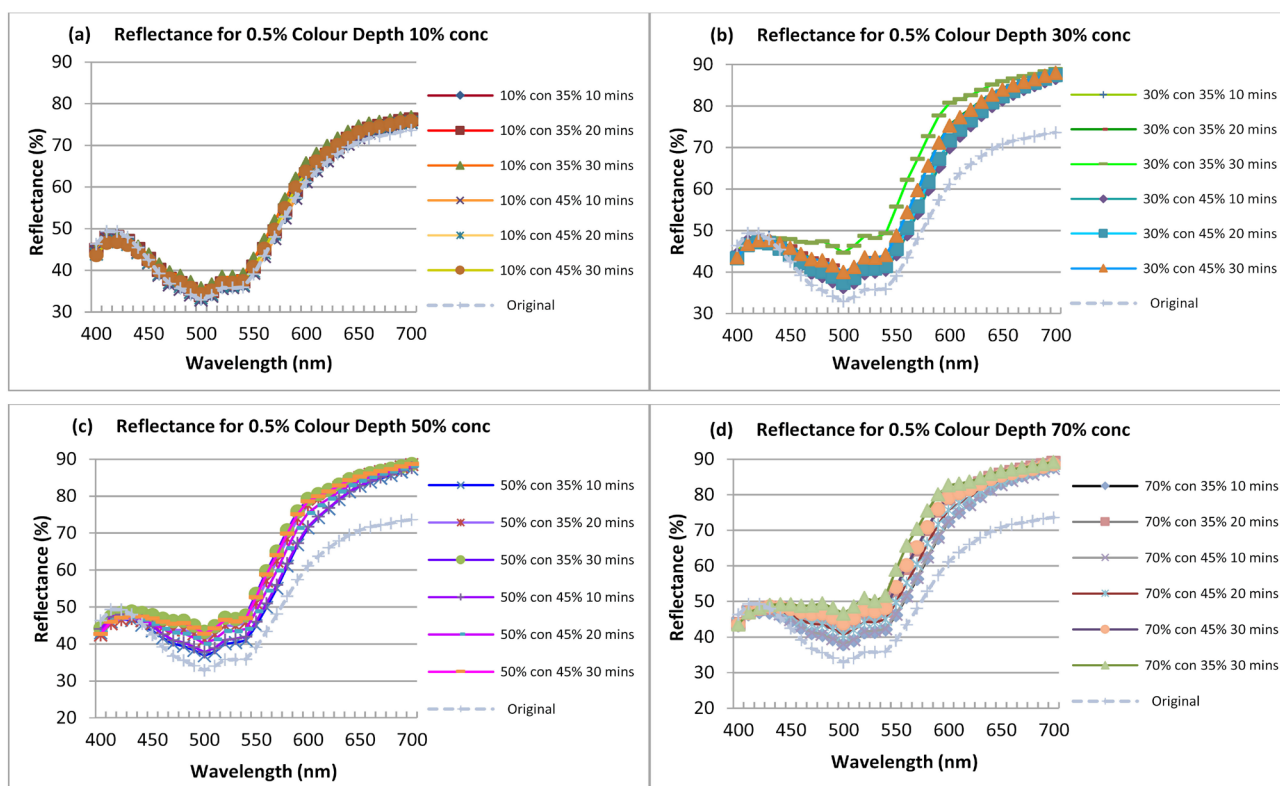 (a) Reflectance for 0.5% Colour Depth 10% conc
Reflectance (%)
90
80
70
60
50
40
30
400 450 500 550 600 650 700
Wavelength (nm)
10% con 35% 10 mins
10% con 35% 20 mins
10% con 35% 30 mins
10% con 45% 10 mins
10% con 45% 20 mins
10% con 45% 30 mins
Original
(b) Reflectance for 0.5% Colour Depth 30% conc
Reflectance (%)
90
80
70
60
50
40
30
400 450 500 550 600 650 700
Wavelength (nm)
30% con 35% 10 mins
30% con 35% 20 mins
30% con 35% 30 mins
30% con 45% 10 mins
30% con 45% 20 mins
30% con 45% 30 mins
Original
(c) Reflectance for 0.5% Colour Depth 50% conc
Reflectance (%)
90
80
70
60
50
40
30
20
400 450 500 550 600 650 700
Wavelength (nm)
50% con 35% 10 mins
50% con 35% 20 mins
50% con 35% 30 mins
50% con 45% 10 mins
50% con 45% 20 mins
50% con 45% 30 mins
Original
(d) Reflectance for 0.5% Colour Depth 70% conc
Reflectance (%)
90
80
70
60
50
40
30
20
400 450 500 550 600 650 700
Wavelength (nm)
70% con 35% 10 mins
70% con 35% 20 mins
70% con 45% 10 mins
70% con 45% 20 mins
70% con 45% 30 mins
70% con 35% 30 mins
Original